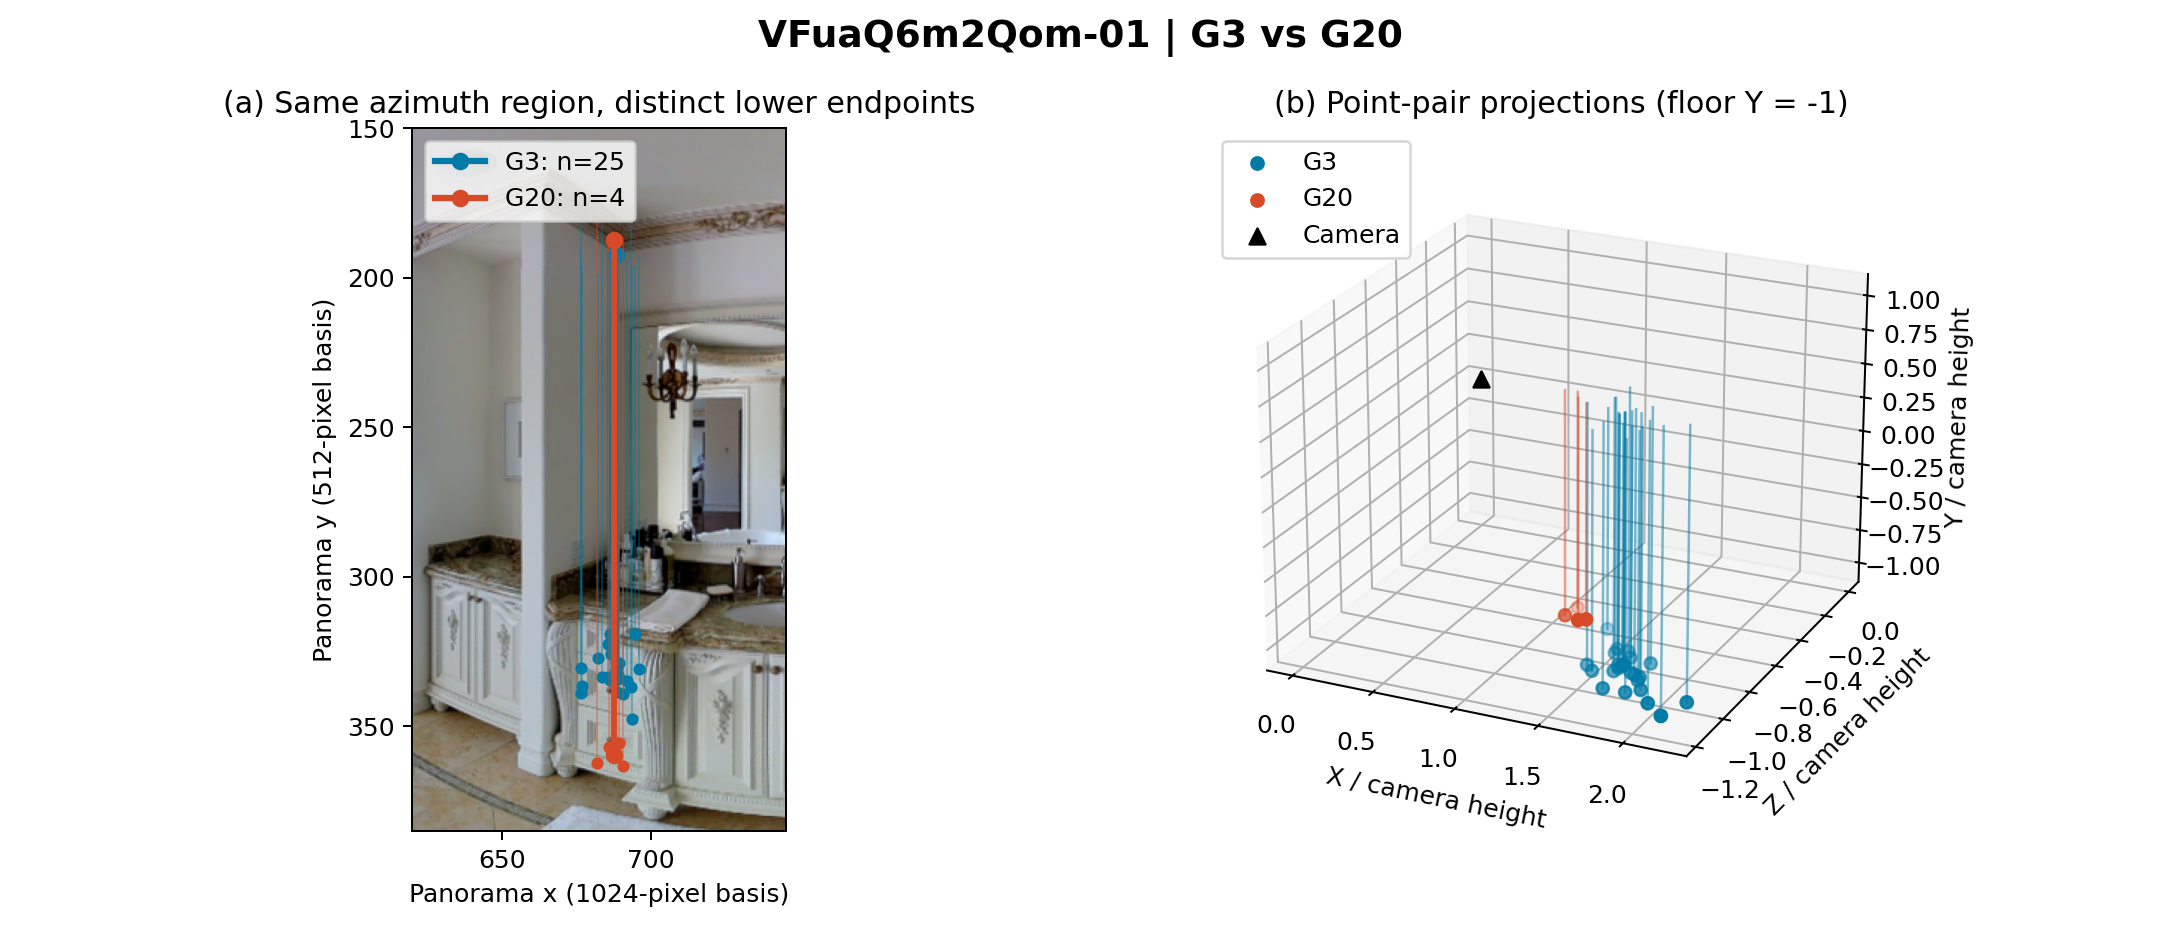 VFuaQ6m2Qom-01 | G3 vs G20
(a) Same azimuth region, distinct lower endpoints
150
200
250
300
350
Panorama y (512-pixel basis)
G3: n=25
G20: n=4
650
700
Panorama x (1024-pixel basis)
(b) Point-pair projections (floor Y = -1)
G3
G20
Camera
1.00
0.75
0.50
0.25
0.00
−0.25
−0.50
−0.75
−1.00
Y / camera height
0.0
−0.2
−0.4
−0.6
−0.8
−1.0
−1.2
Z / camera height
0.0
0.5
1.0
1.5
2.0
X / camera height